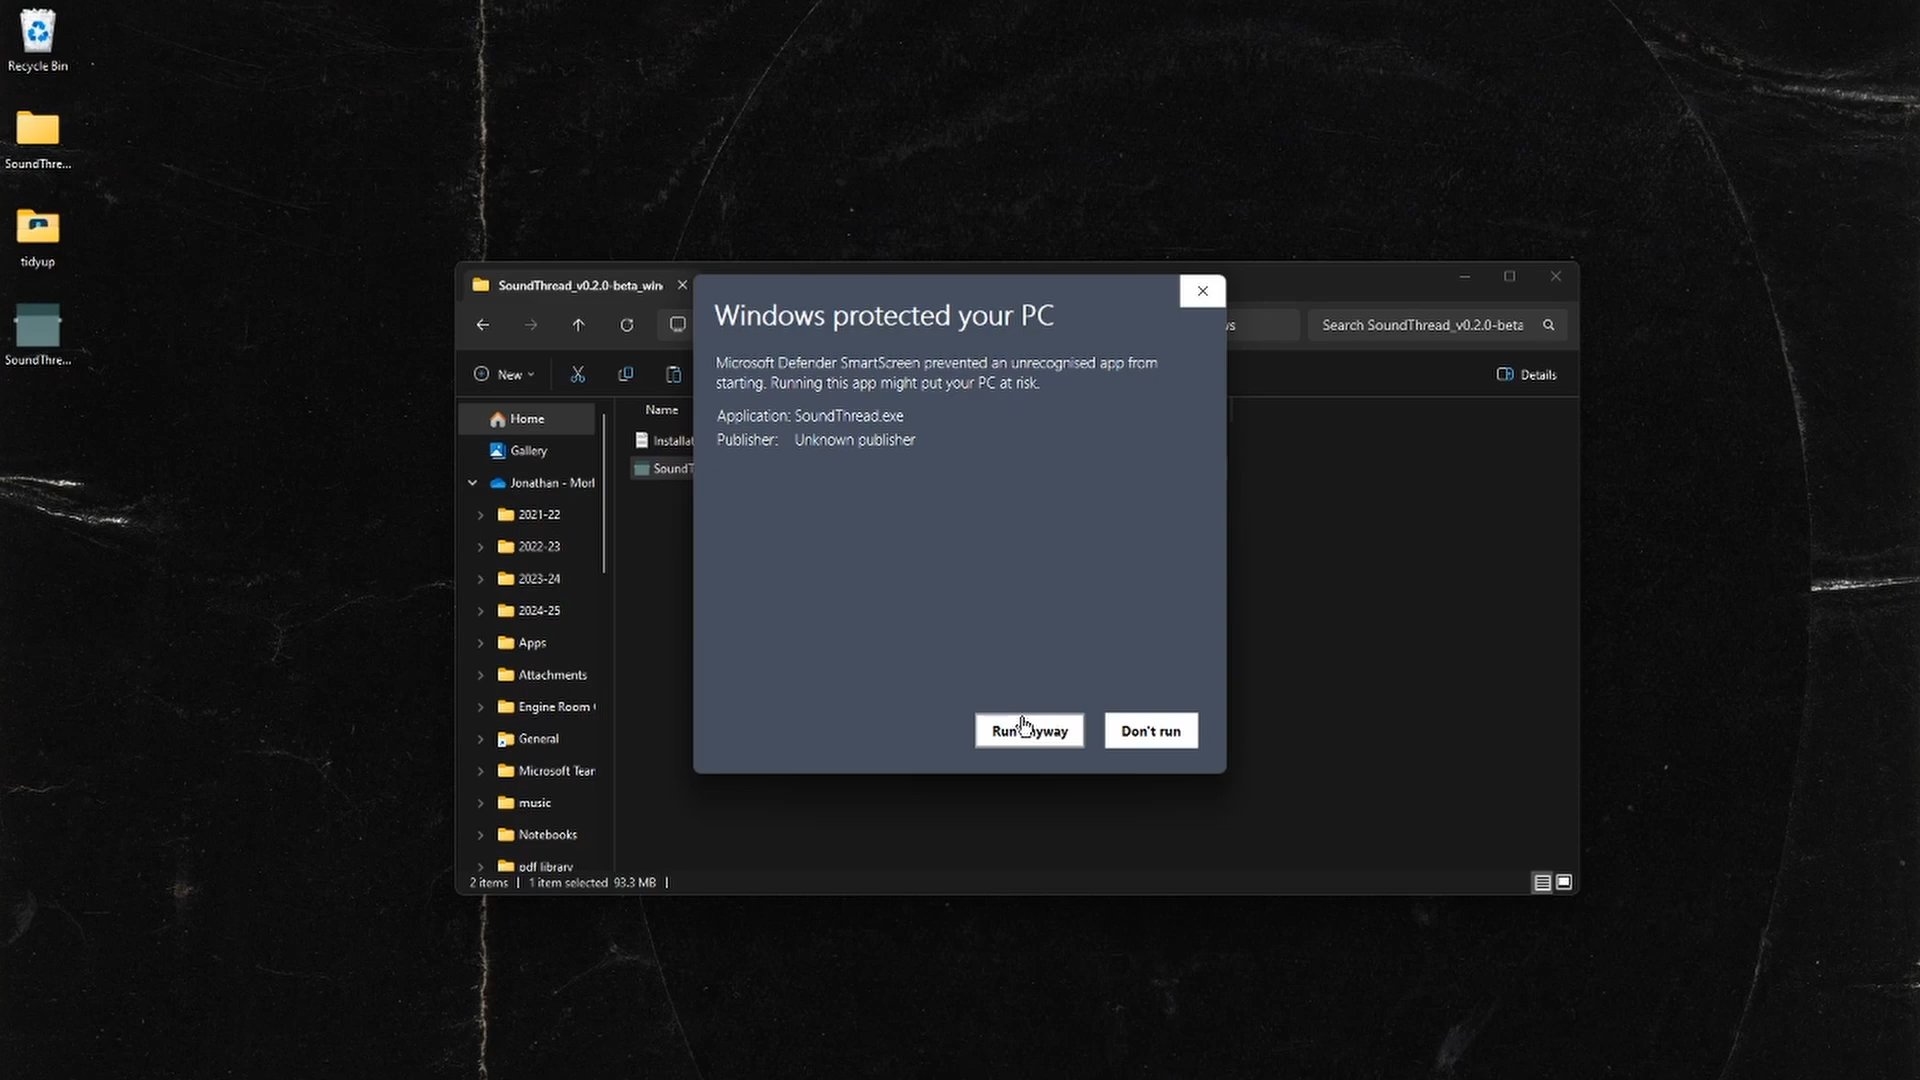 Recycle Bin
SoundThre...
tidyup
SoundThre...
SoundThread_v0.2.0-beta_win
Search SoundThread_v0.2.0-beta
New
Details
Home
Gallery
Jonathan - Morl
2021-22
2022-23
2023-24
2024-25
Apps
Attachments
Engine Room
General
Microsoft Tear
music
Notebooks
pdf library
Name
Installat
SoundT
Windows protected your PC
Microsoft Defender SmartScreen prevented an unrecognised app from
starting. Running this app might put your PC at risk.
Application: SoundThread.exe
Publisher: Unknown publisher
Run anyway
Don't run
2 items
1 item selected 93.3 MB